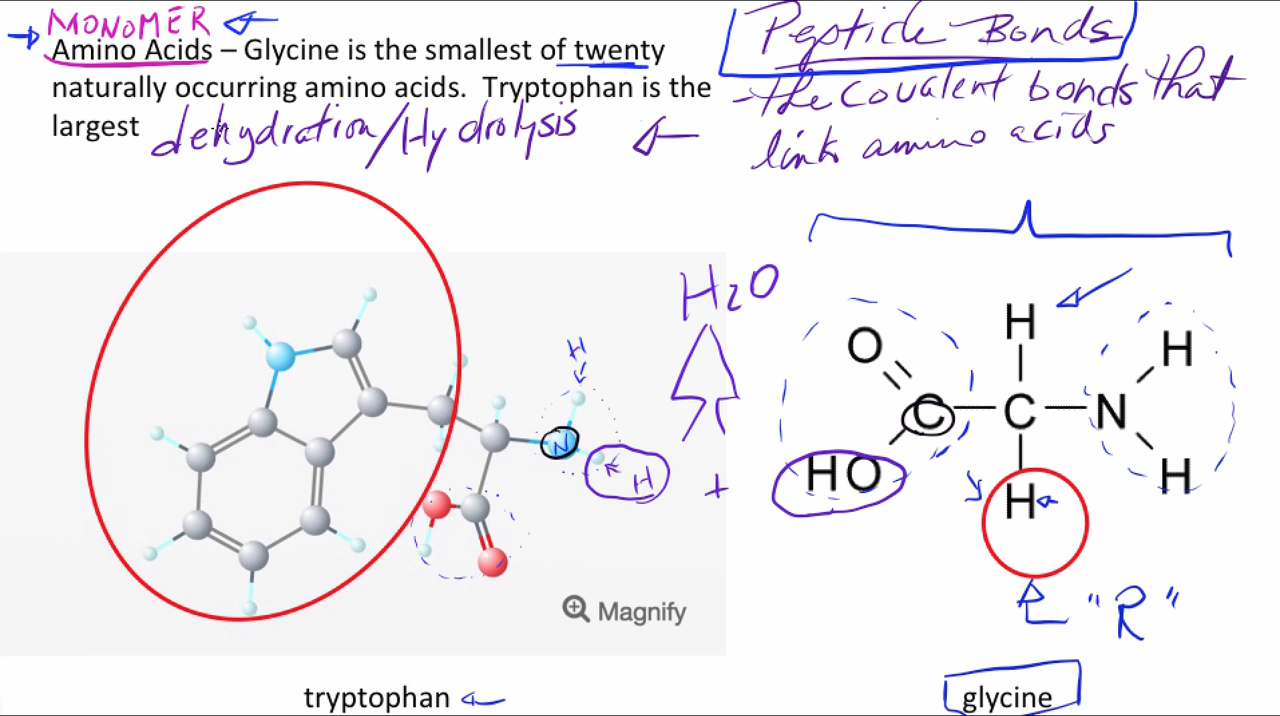 MONOMER
Amino Acids – Glycine is the smallest of twenty
naturally occurring amino acids. Tryptophan is the
largest
dehydration/Hydrolysis
Peptide Bonds
-the covalent bonds that
link amino acids
H
N
H
H2O
+
O
C
HO
H
C
H
N
H
H
"R"
Magnify
tryptophan
glycine